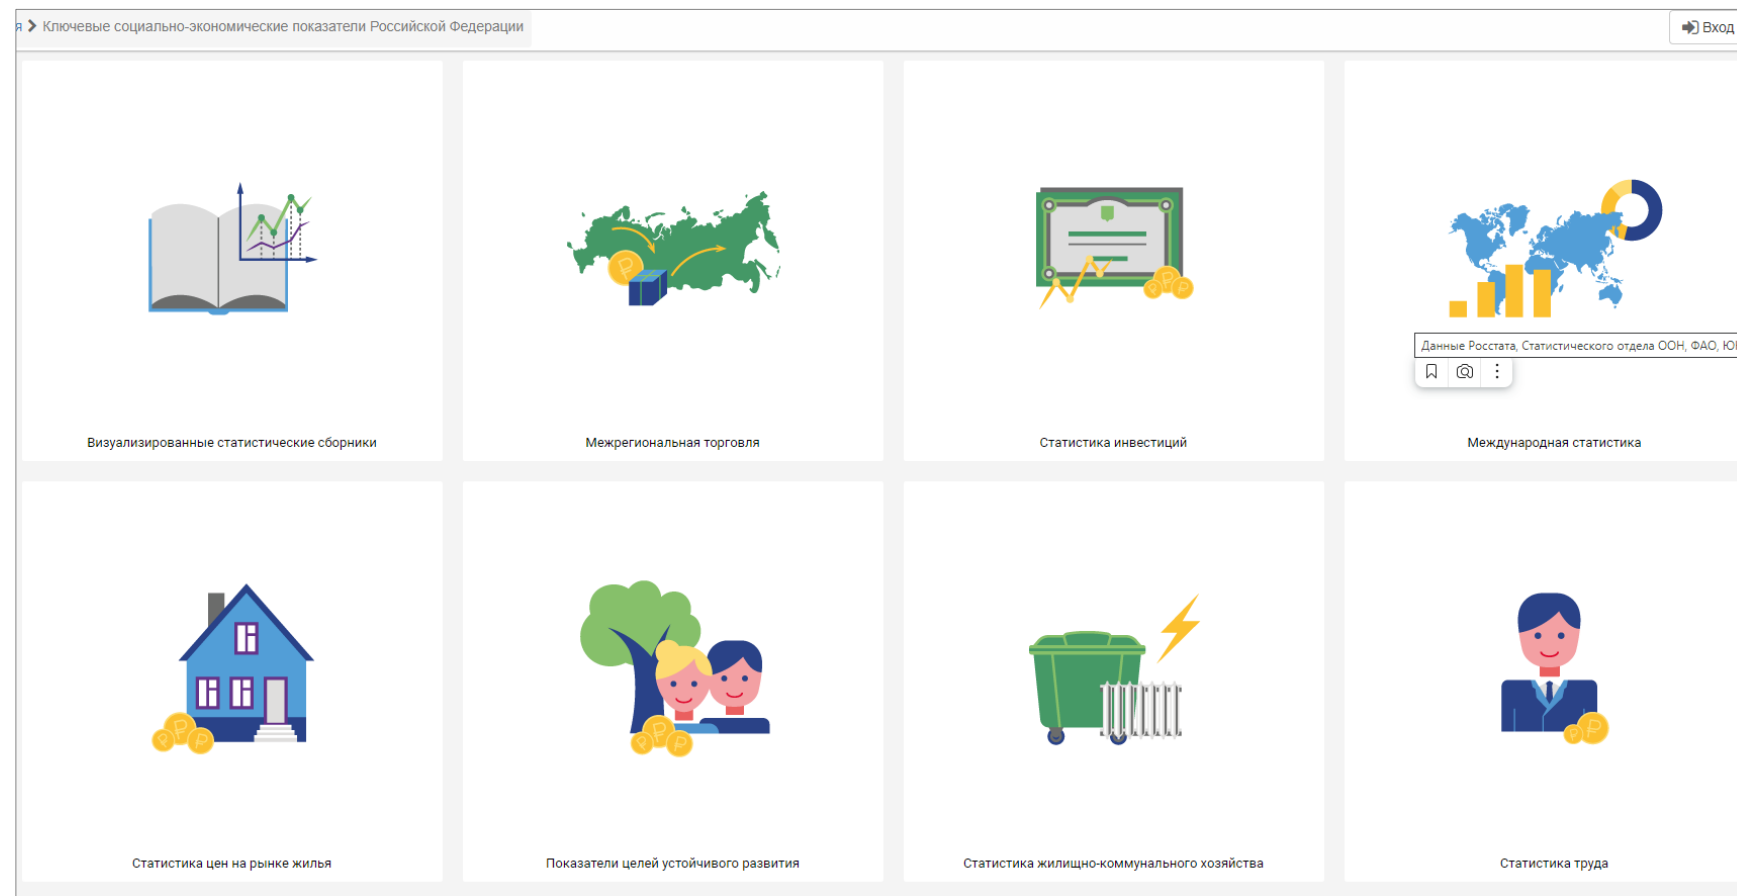 я > Ключевые социально-экономические показатели Российской Федерации
Вход
Данные Росстата, Статистического отдела ООН, ФАО, ЮН
Визуализированные статистические сборники
Межрегиональная торговля
Статистика инвестиций
Международная статистика
Статистика цен на рынке жилья
Показатели целей устойчивого развития
Статистика жилищно-коммунального хозяйства
Статистика труда